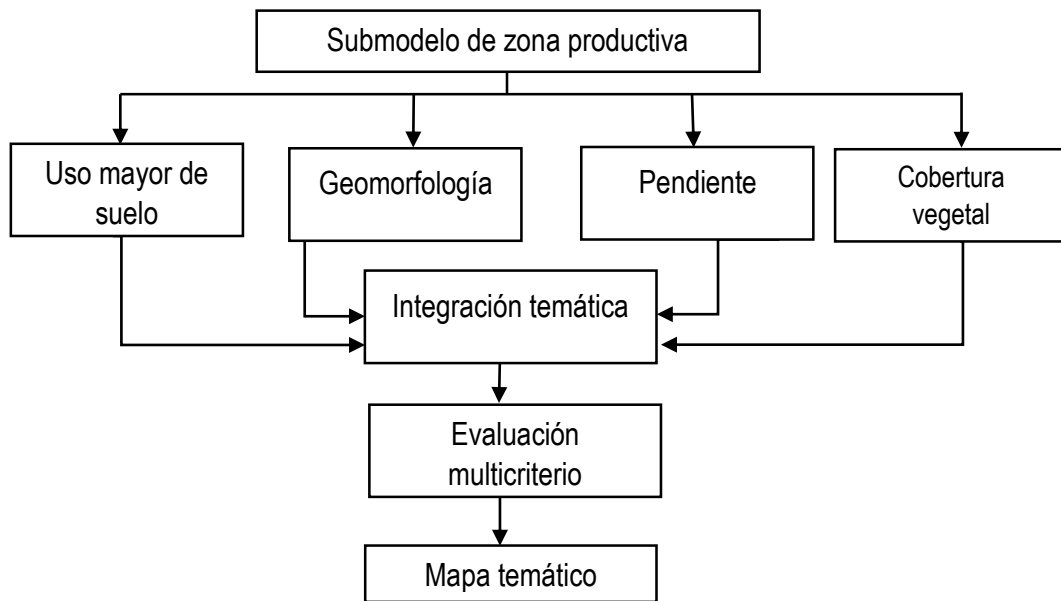 Submodelo de zona productiva
Uso mayor de
suelo
Geomorfología
Pendiente
Cobertura
vegetal
Integración temática
Evaluación
multicriterio
Mapa temático